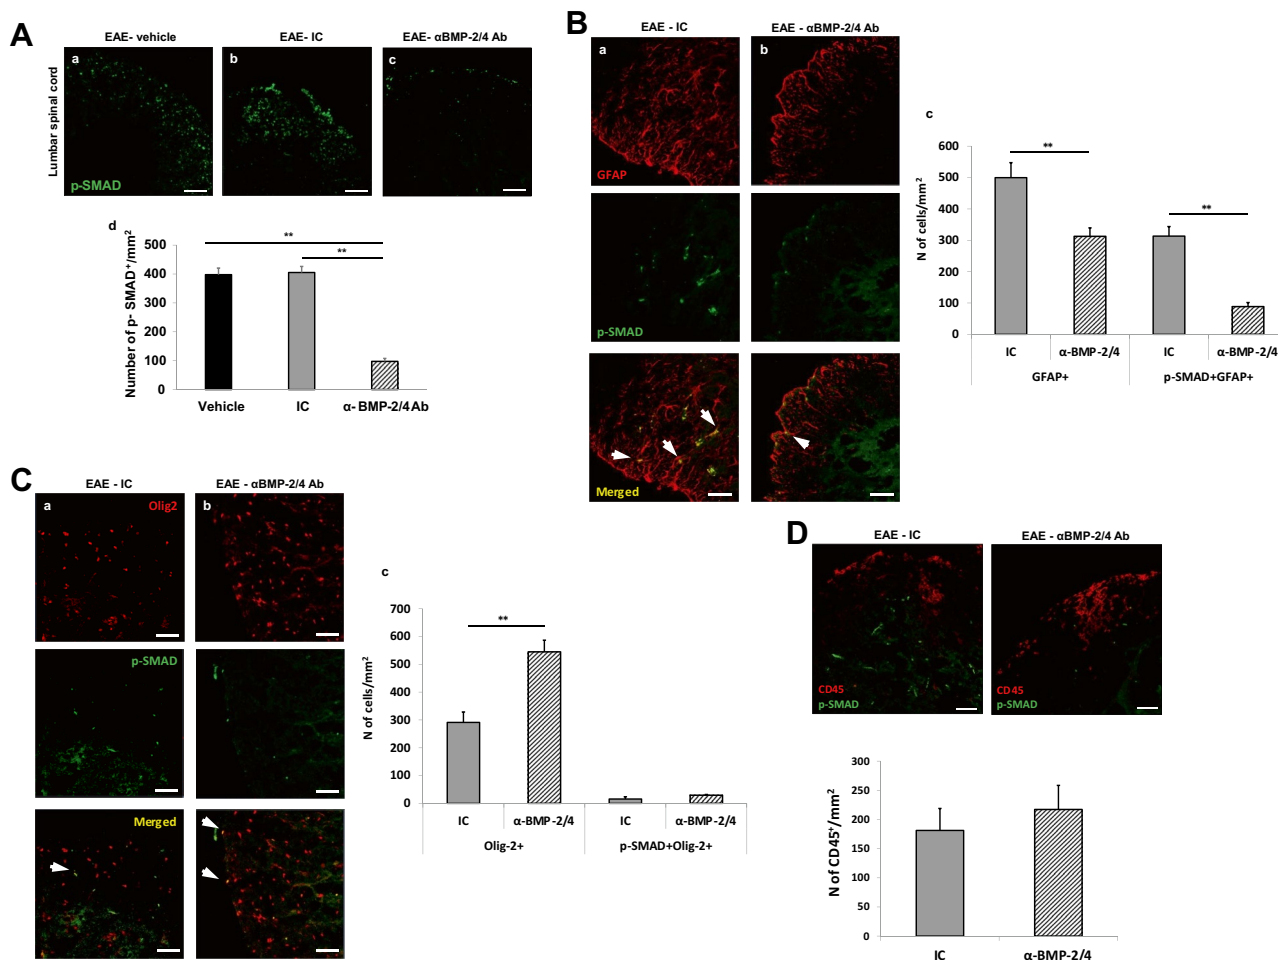 A
EAE- vehicle
EAE- IC
EAE- αBMP-2/4 Ab
Lumbar spinal cord
a
b
c
p-SMAD
d
Number of p- SMAD⁺/mm²
500
400
300
200
100
0
**
**
Vehicle
IC
α- BMP-2/4 Ab
B
EAE - IC
EAE - αBMP-2/4 Ab
a
b
GFAP
p-SMAD
Merged
c
N of cells/mm²
600
500
400
300
200
100
0
**
**
IC
α-BMP-2/4
IC
α-BMP-2/4
GFAP+
p-SMAD+GFAP+
C
EAE - IC
EAE - αBMP-2/4 Ab
a
Olig2
b
p-SMAD
Merged
c
N of cells/mm²
700
600
500
400
300
200
100
0
**
IC
α-BMP-2/4
IC
α-BMP-2/4
Olig-2+
p-SMAD+Olig-2+
D
EAE - IC
EAE - αBMP-2/4 Ab
CD45
p-SMAD
CD45
p-SMAD
N of CD45⁺/mm²
300
250
200
150
100
50
0
IC
α-BMP-2/4